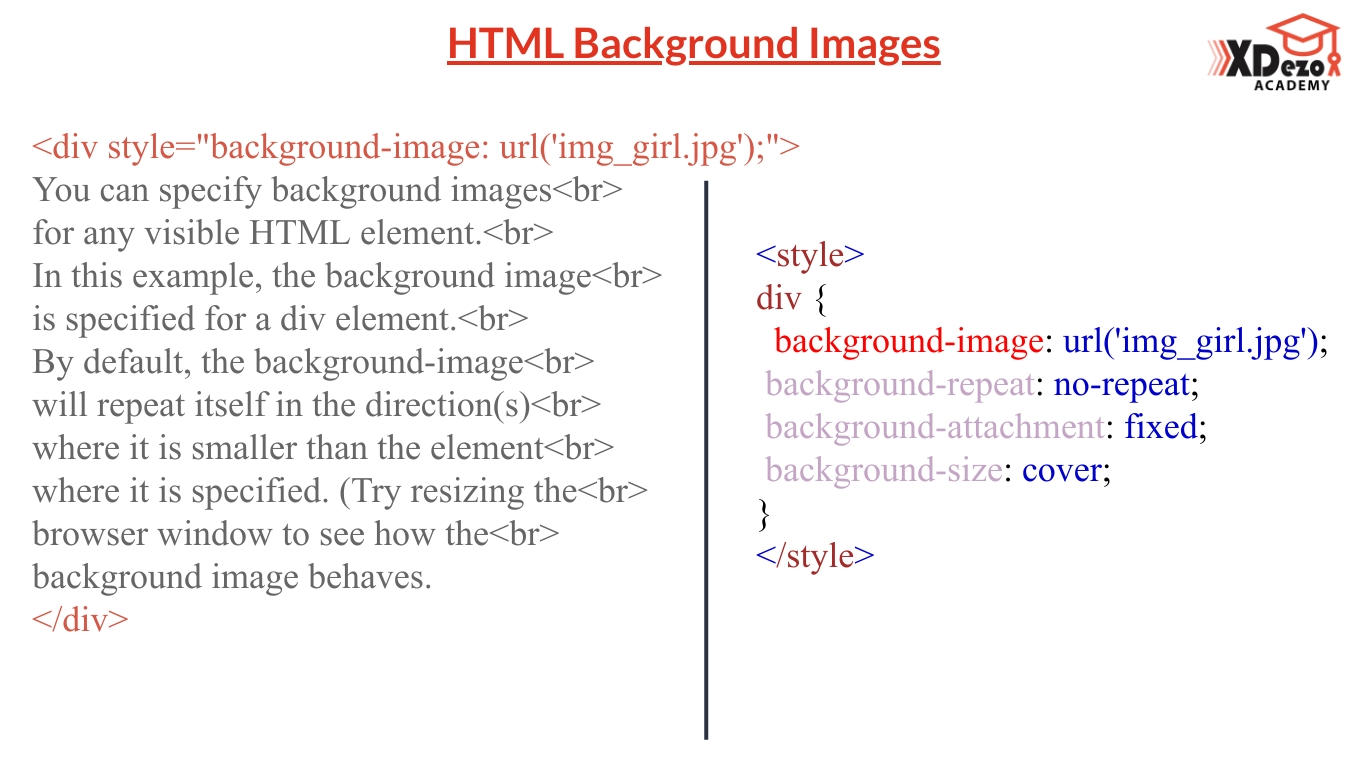 HTML Background Images
XDezo
ACADEMY
<div style="background-image: url('img_girl.jpg');">
You can specify background images<br>
for any visible HTML element.<br>
In this example, the background image<br>
is specified for a div element.<br>
By default, the background-image<br>
will repeat itself in the direction(s)<br>
where it is smaller than the element<br>
where it is specified. (Try resizing the<br>
browser window to see how the<br>
background image behaves.
</div>
<style>
div {
  background-image: url('img_girl.jpg');
 background-repeat: no-repeat;
 background-attachment: fixed;
 background-size: cover;
}
</style>